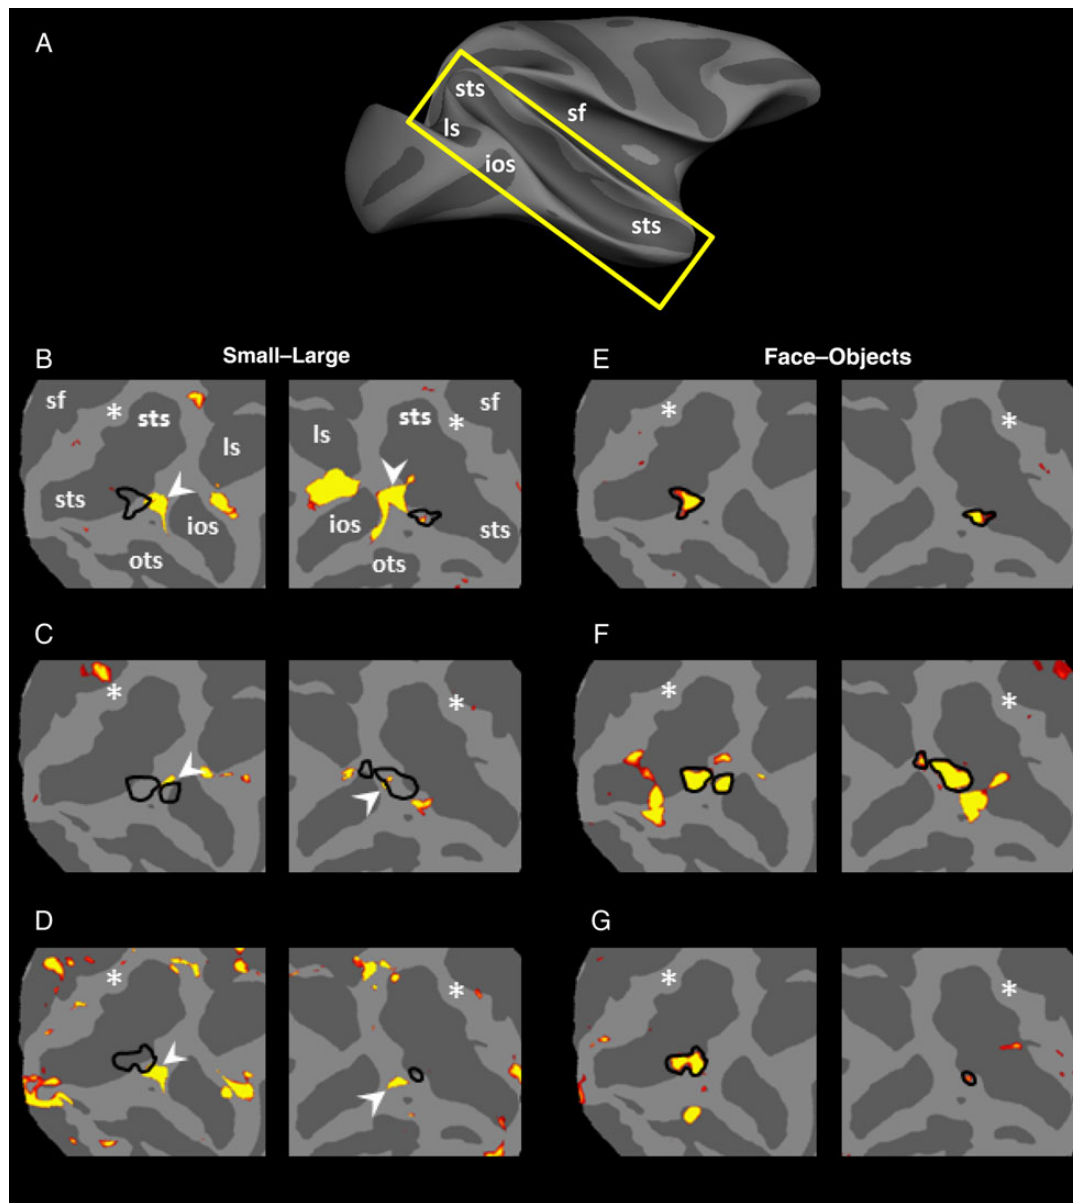 A
sts
sf
ls
ios
sts
Small–Large
Face–Objects
B
E
sf
*
sts
ls
sts
ios
ots
ls
sts
sf
*
ios
sts
ots
*
*
C
F
*
*
*
*
D
G
*
*
*
*